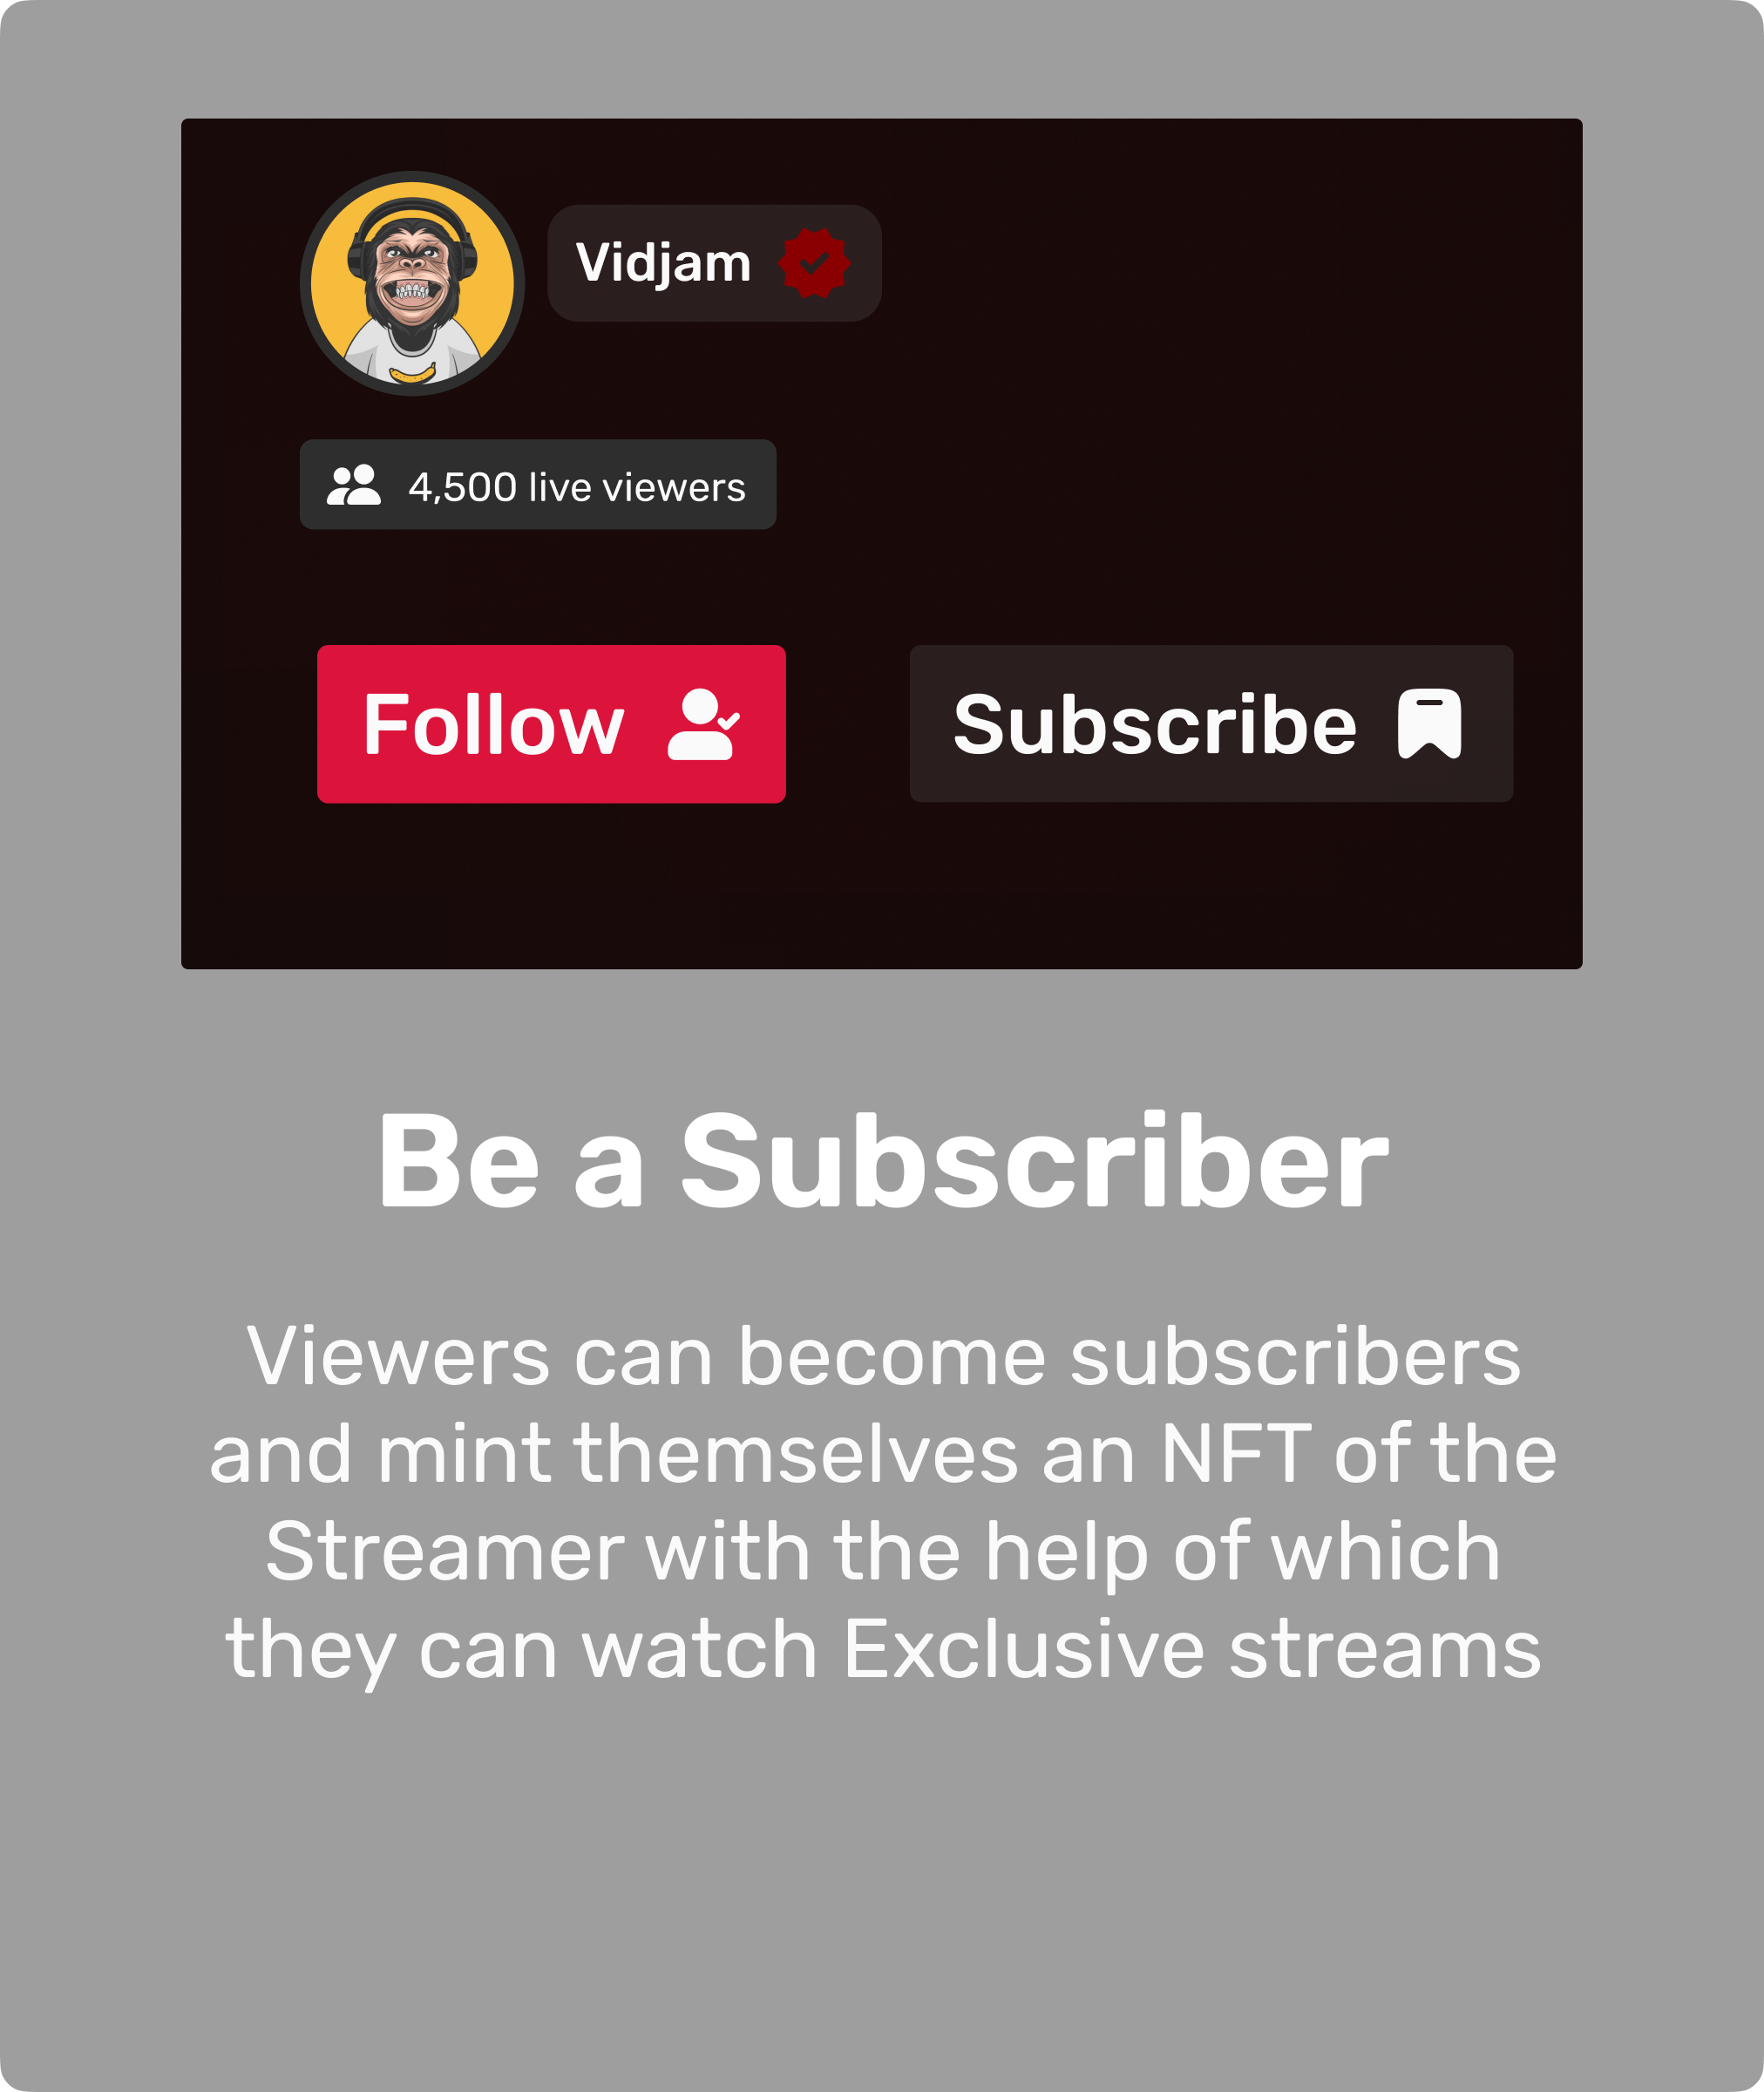 Vidjam
4,500 live viewers
Follow
Subscribe
Be a Subscriber
Viewers can become subscribers
and mint themselves an NFT of the
Streamer with the help of which
they can watch Exclusive streams